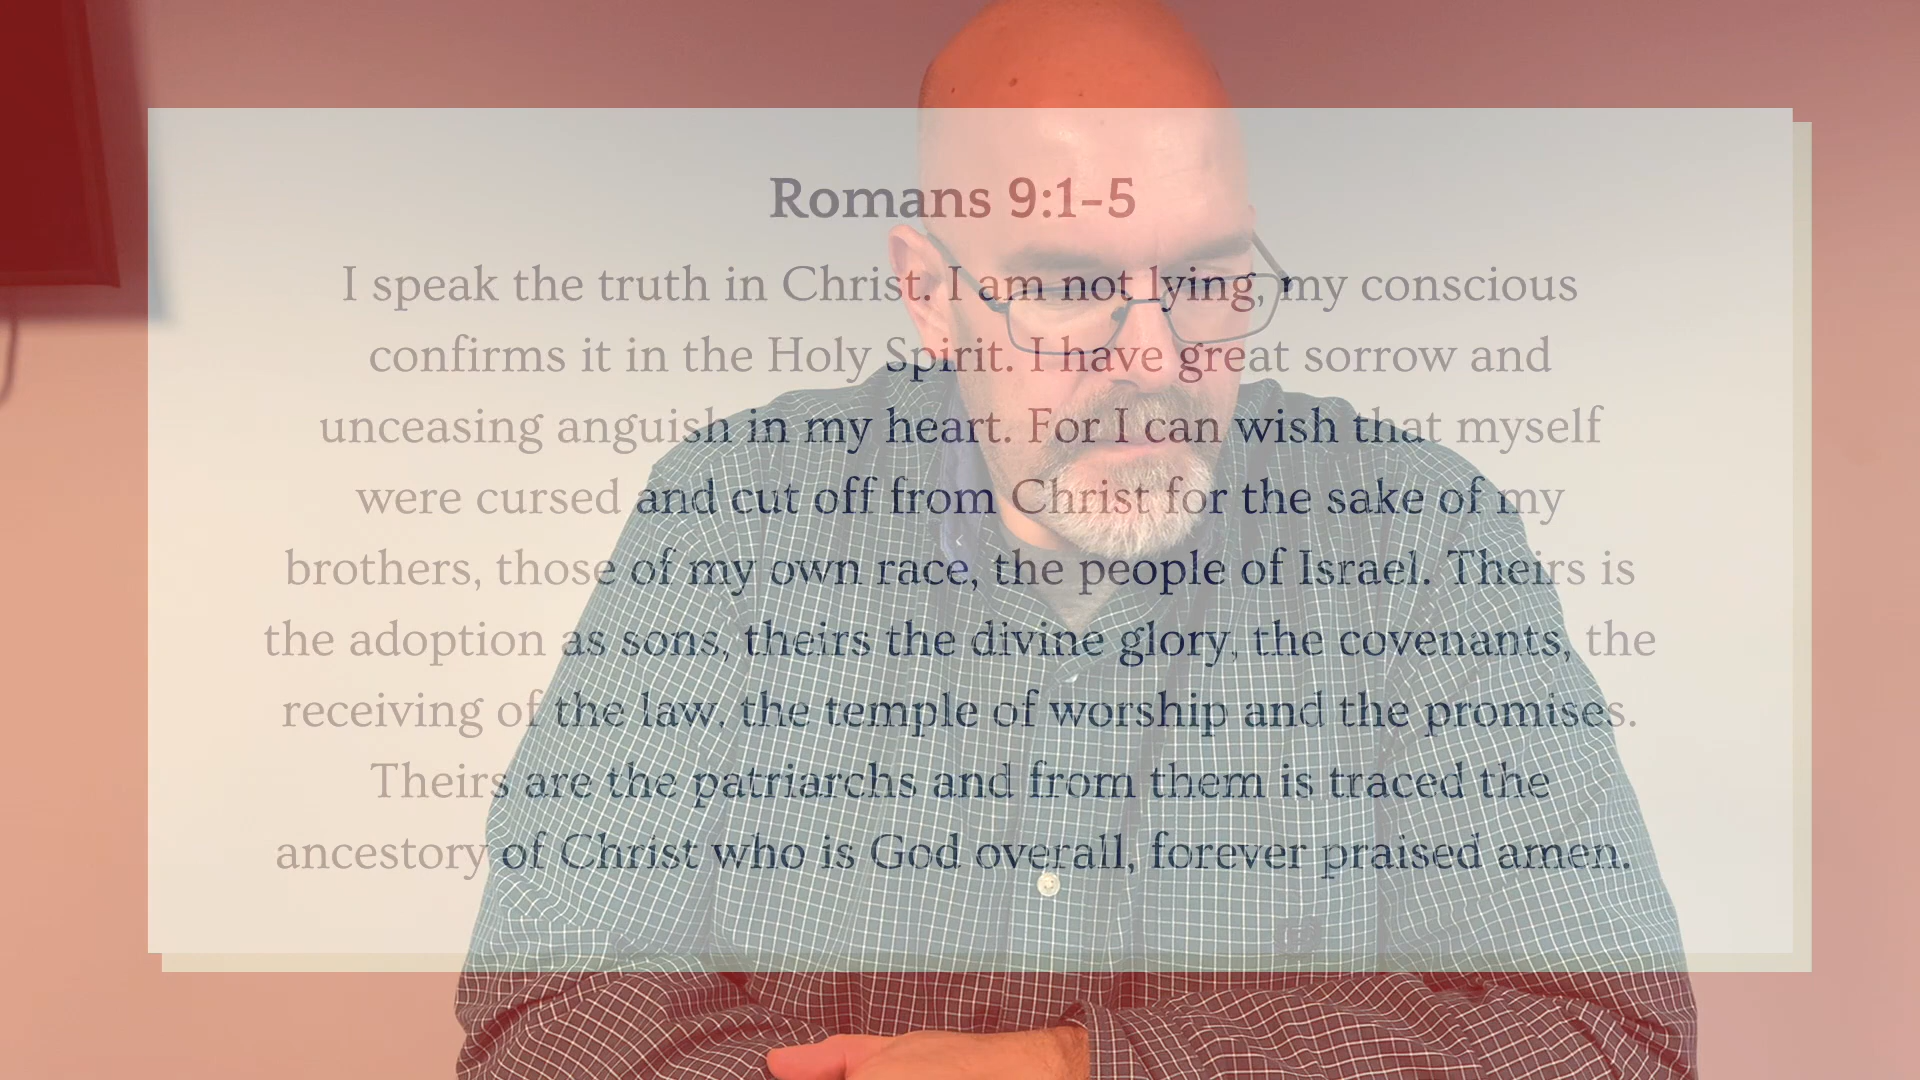 Romans 9:1-5
I speak the truth in Christ. I am not lying, my conscious
confirms it in the Holy Spirit. I have great sorrow and
unceasing anguish in my heart. For I can wish that myself
were cursed and cut off from Christ for the sake of my
brothers, those of my own race, the people of Israel. Theirs is
the adoption as sons, theirs the divine glory, the covenants, the
receiving of the law, the temple of worship and the promises.
Theirs are the patriarchs and from them is traced the
ancestory of Christ who is God overall, forever praised amen.